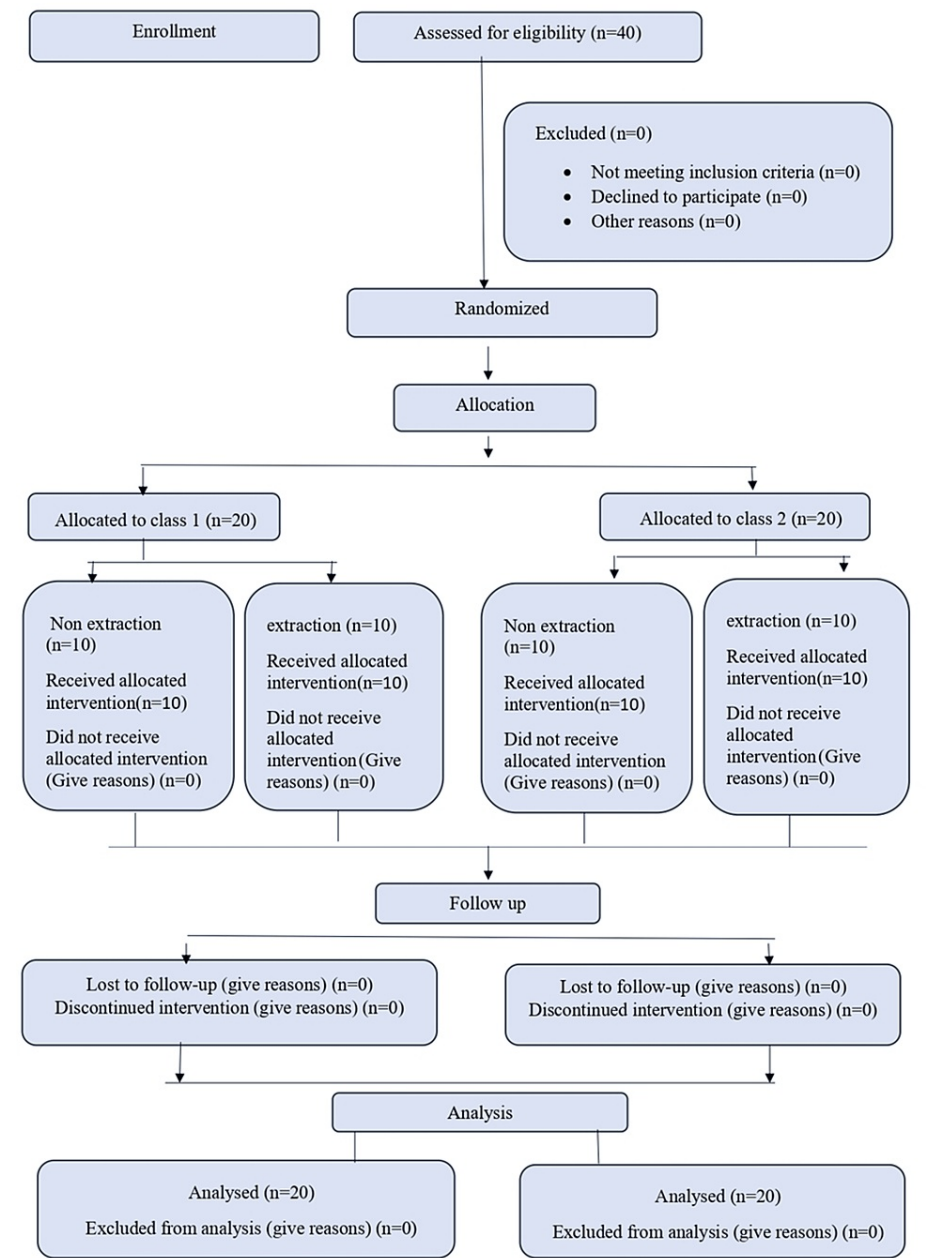 Enrollment
Assessed for eligibility (n=40)
Excluded (n=0)
• Not meeting inclusion criteria (n=0)
• Declined to participate (n=0)
• Other reasons (n=0)
Randomized
Allocation
Allocated to class 1 (n=20)
Allocated to class 2 (n=20)
Non extraction
(n=10)
Received allocated
intervention(n=10)
Did not receive
allocated intervention
(Give reasons) (n=0)
extraction (n=10)
Received allocated
intervention(n=10)
Did not receive
allocated
intervention(Give
reasons) (n=0)
Non extraction
(n=10)
Received allocated
intervention(n=10)
Did not receive
allocated intervention
(Give reasons) (n=0)
extraction (n=10)
Received allocated
intervention(n=10)
Did not receive
allocated
intervention(Give
reasons) (n=0)
Follow up
Lost to follow-up (give reasons) (n=0)
Discontinued intervention (give reasons) (n=0)
Lost to follow-up (give reasons) (n=0)
Discontinued intervention (give reasons) (n=0)
Analysis
Analysed (n=20)
Excluded from analysis (give reasons) (n=0)
Analysed (n=20)
Excluded from analysis (give reasons) (n=0)